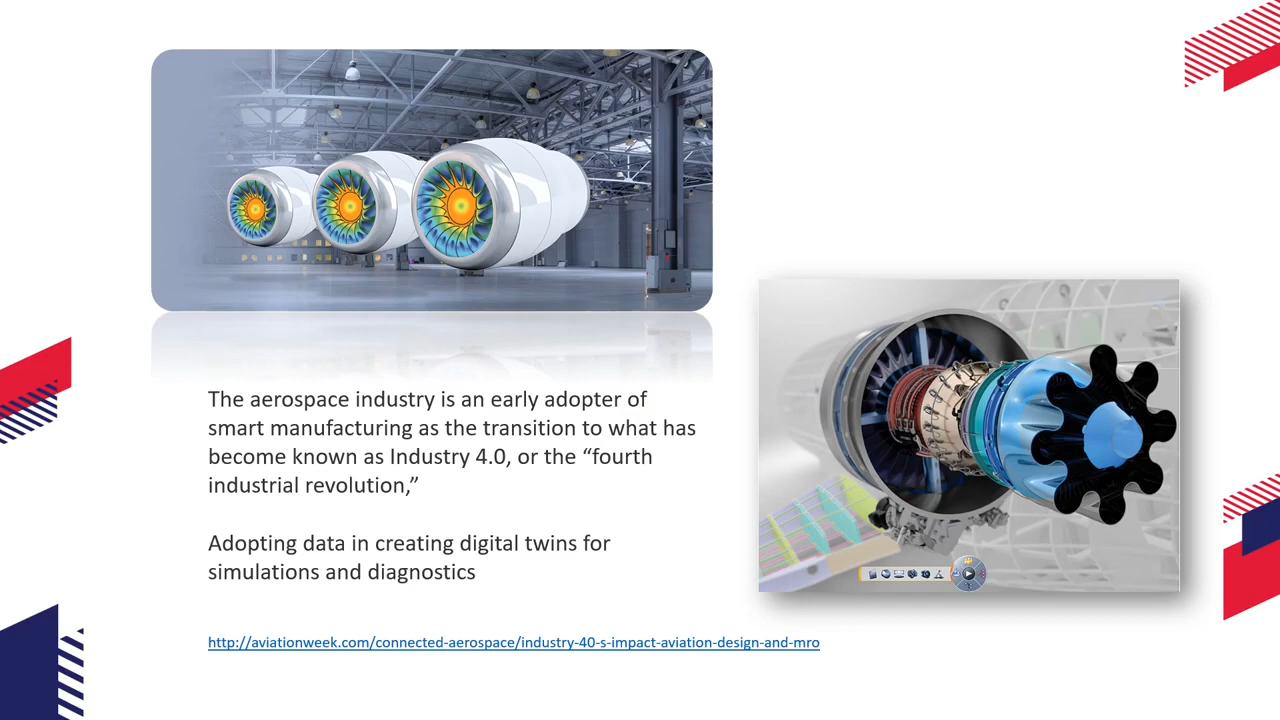 The aerospace industry is an early adopter of
smart manufacturing as the transition to what has
become known as Industry 4.0, or the “fourth
industrial revolution,”
Adopting data in creating digital twins for
simulations and diagnostics
http://aviationweek.com/connected-aerospace/industry-40-s-impact-aviation-design-and-mro